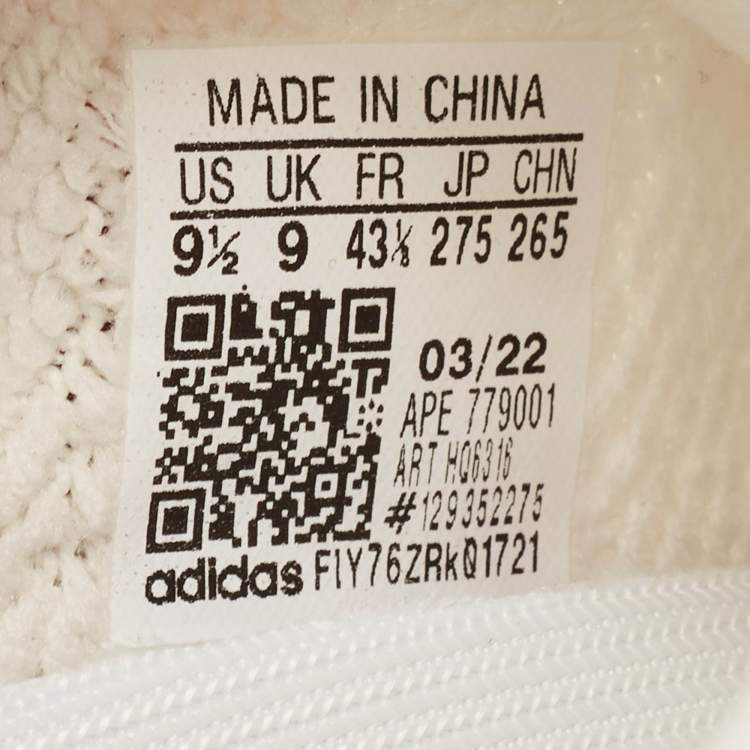 MADE IN CHINA
US UK FR JP CHN
9½ 9 43⅓ 275 265
03/22
APE 779001
ART HQ6316
#129352275
adidas FIY76ZRkQ1721